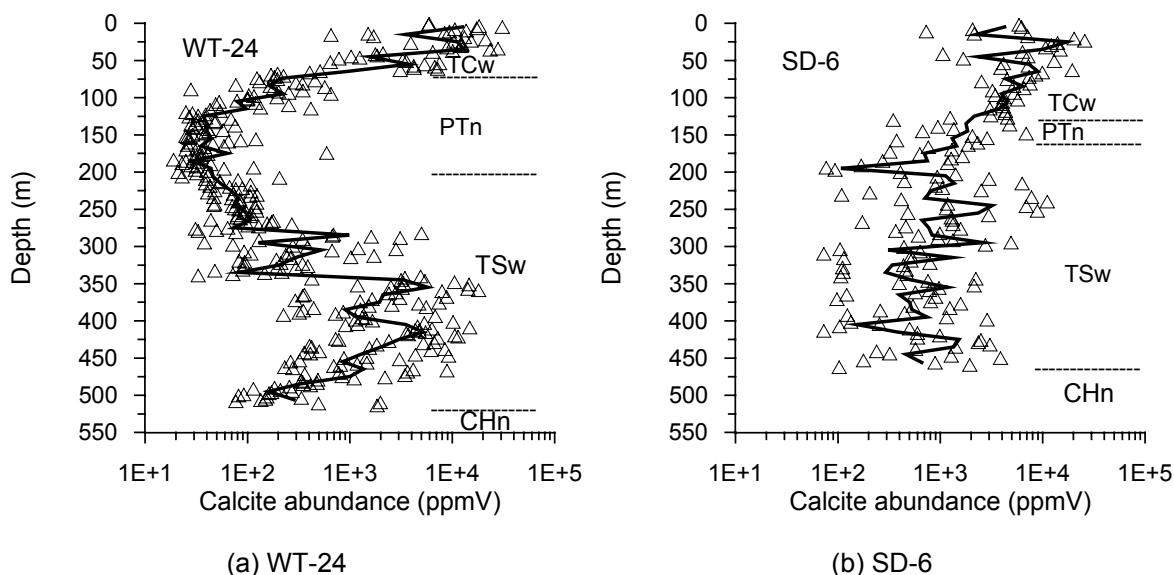 0
50
100
150
200
250
300
350
400
450
500
550
Depth (m)
WT-24
TCw
PTn
TSw
CHn
1E+1 1E+2 1E+3 1E+4 1E+5
Calcite abundance (ppmV)
(a) WT-24
0
50
100
150
200
250
300
350
400
450
500
550
Depth (m)
SD-6
TCw
PTn
TSw
CHn
1E+1 1E+2 1E+3 1E+4 1E+5
Calcite abundance (ppmV)
(b) SD-6